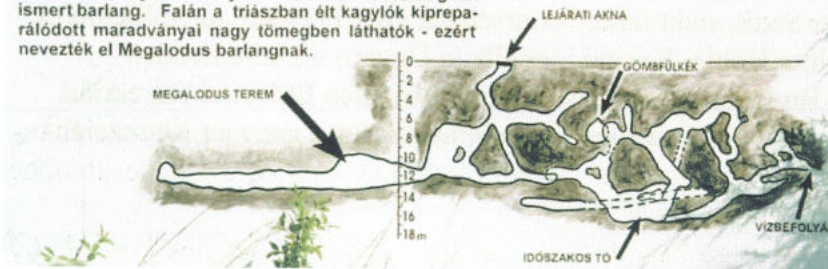 ismert barlang. Falán a triászban élt kagylók kiprepa-
rálódott maradványai nagy tömegben láthatók - ezért
nevezték el Megalodus barlangnak.
LEJÁRATI AKNA
GÖMBFÜLKÉK
MEGALODUS TEREM
0
2
4
6
8
10
12
14
16
18 m
VÍZBEFOLYÁ
IDŐSZAKOS TÓ